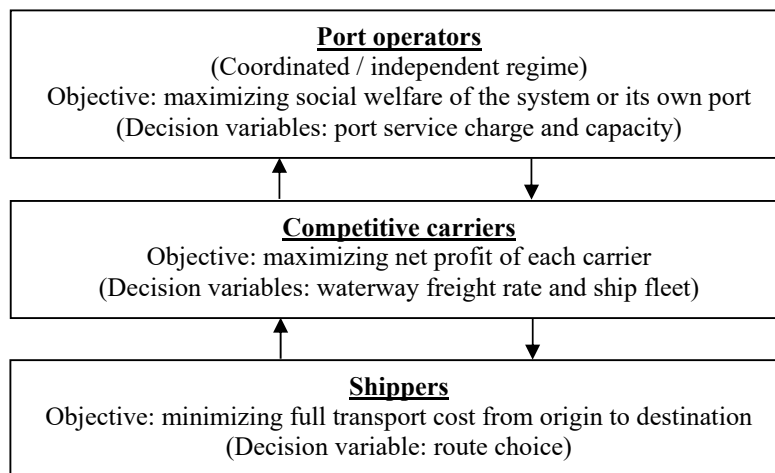 Port operators
(Coordinated / independent regime)
Objective: maximizing social welfare of the system or its own port
(Decision variables: port service charge and capacity)
Competitive carriers
Objective: maximizing net profit of each carrier
(Decision variables: waterway freight rate and ship fleet)
Shippers
Objective: minimizing full transport cost from origin to destination
(Decision variable: route choice)